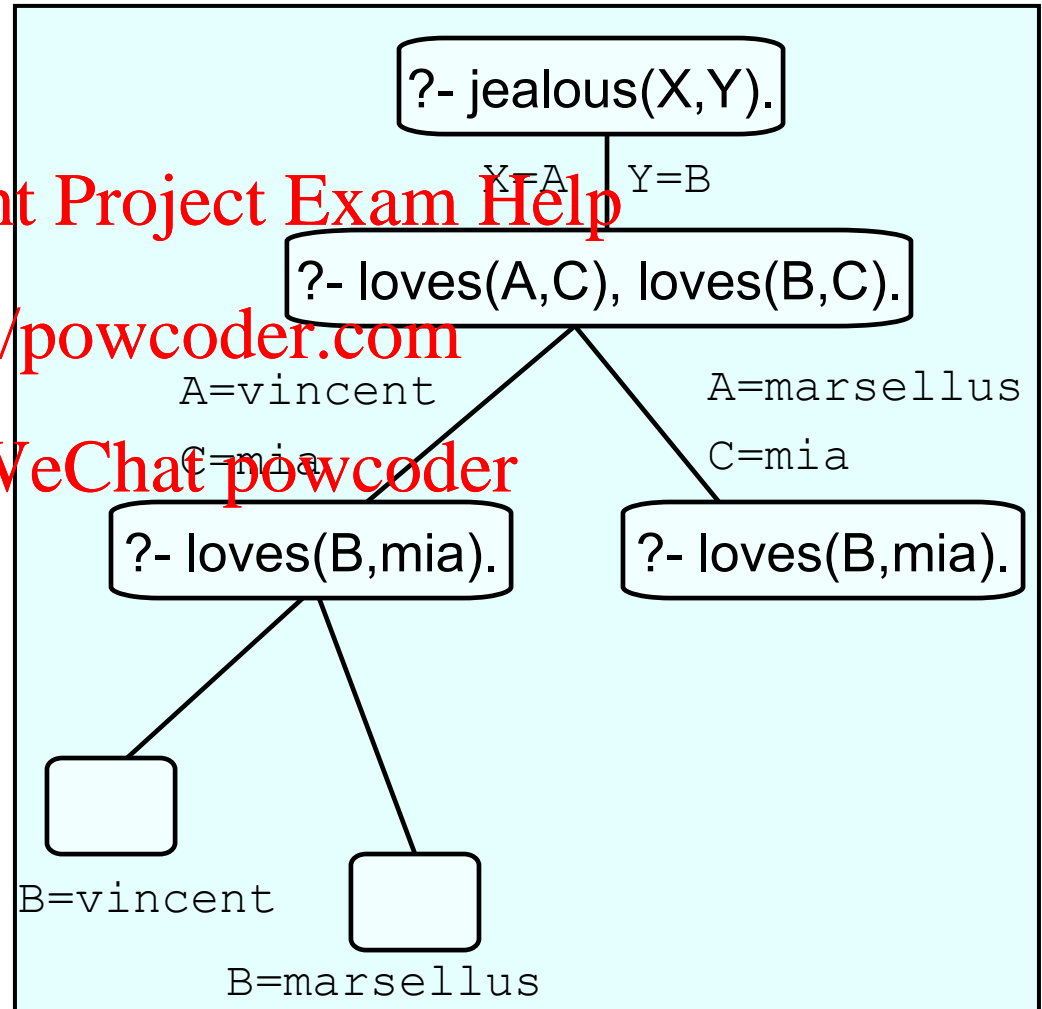 ?- jealous(X,Y).
X=A Y=B
nt Project Exam Help
?- loves(A,C), loves(B,C).
/powcoder.com
A=vincent A=marsellus
C=mia C=mia
WeChat powcoder
?- loves(B,mia). ?- loves(B,mia).
B=vincent
B=marsellus